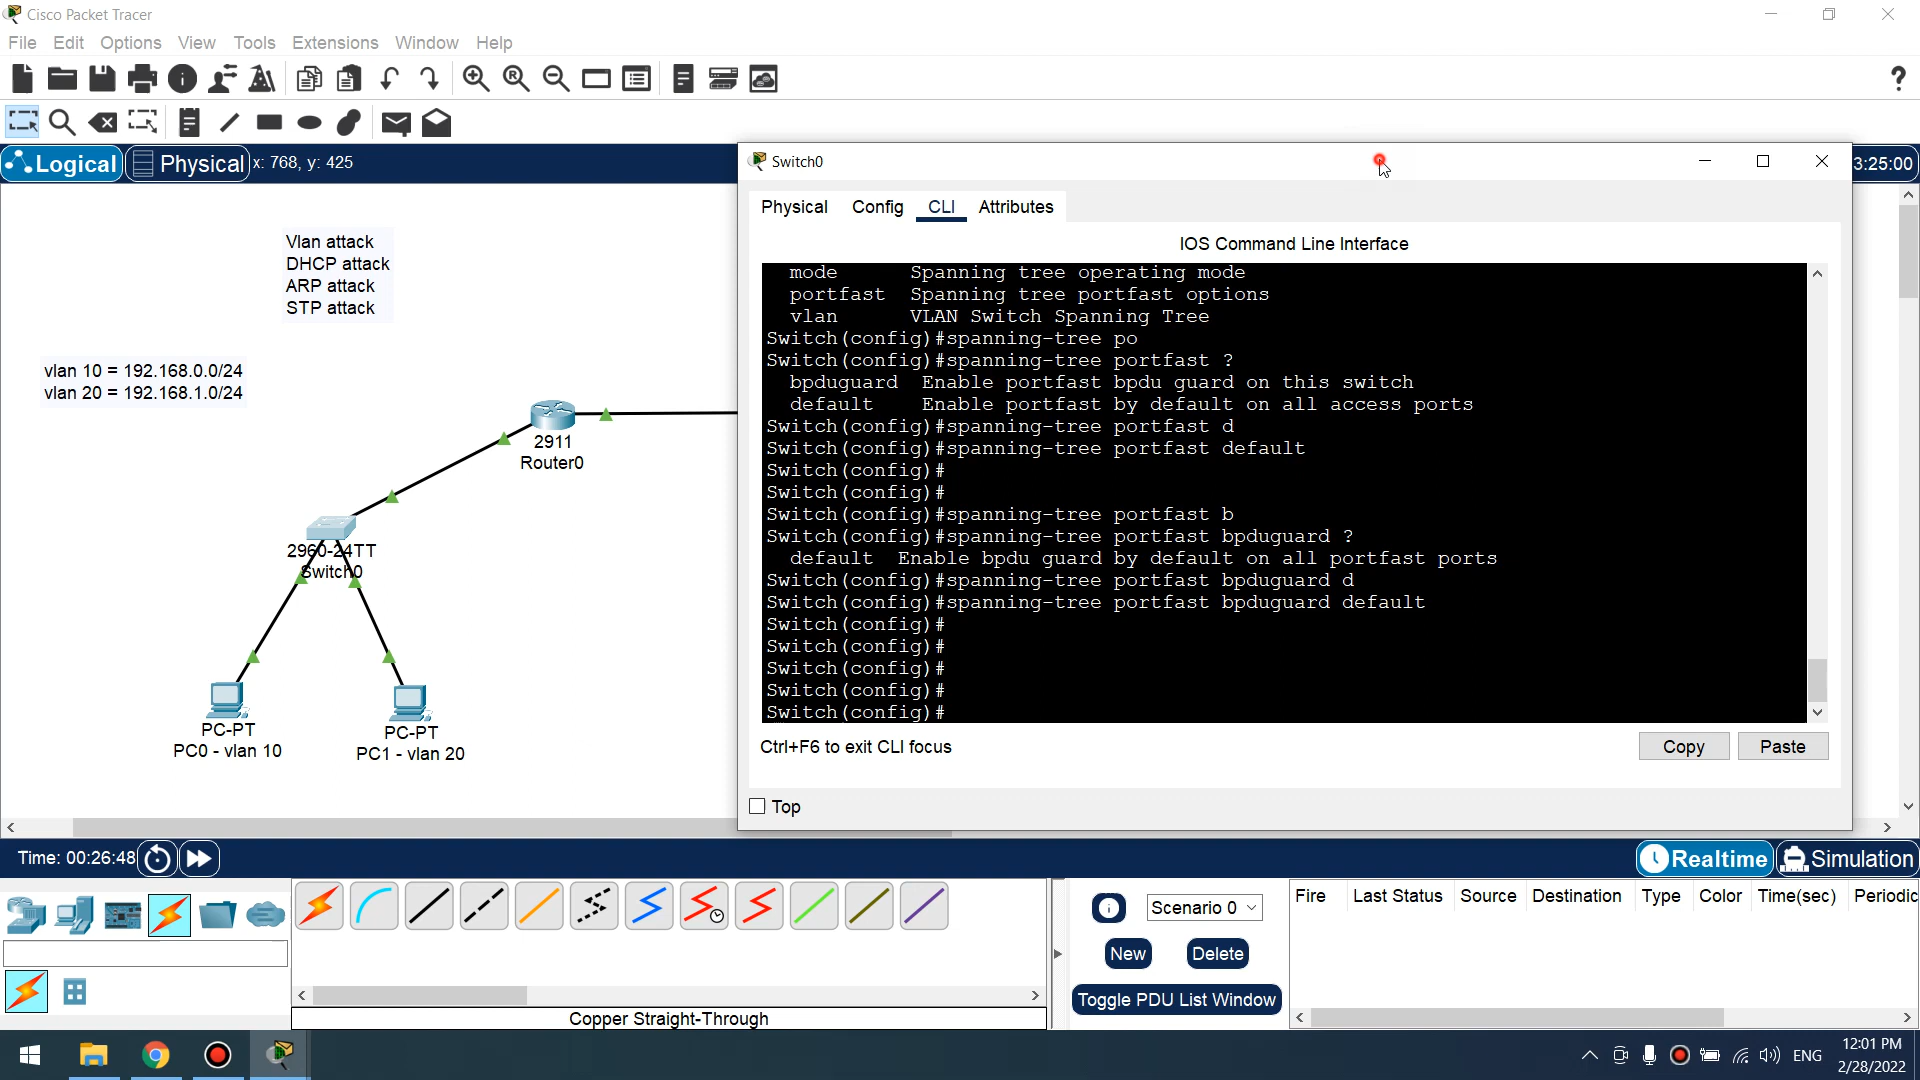 Cisco Packet Tracer
File Edit Options View Tools Extensions Window Help
Logical Physical x: 768, y: 425
3:25:00
Vlan attack
DHCP attack
ARP attack
STP attack
vlan 10 = 192.168.0.0/24
vlan 20 = 192.168.1.0/24
2911
Router0
2960-24TT
Switch0
PC-PT
PC0 - vlan 10
PC-PT
PC1 - vlan 20
Switch0
Physical Config CLI Attributes
IOS Command Line Interface
mode Spanning tree operating mode
portfast Spanning tree portfast options
vlan VLAN Switch Spanning Tree
Switch(config)#spanning-tree po
Switch(config)#spanning-tree portfast ?
bpduguard Enable portfast bpdu guard on this switch
default Enable portfast by default on all access ports
Switch(config)#spanning-tree portfast d
Switch(config)#spanning-tree portfast default
Switch(config)#
Switch(config)#
Switch(config)#spanning-tree portfast b
Switch(config)#spanning-tree portfast bpduguard ?
default Enable bpdu guard by default on all portfast ports
Switch(config)#spanning-tree portfast bpduguard d
Switch(config)#spanning-tree portfast bpduguard default
Switch(config)#
Switch(config)#
Switch(config)#
Switch(config)#
Switch(config)#
Ctrl+F6 to exit CLI focus
Copy Paste
Top
Time: 00:26:48
Realtime Simulation
Scenario 0
New Delete
Toggle PDU List Window
Fire Last Status Source Destination Type Color Time(sec) Periodic
Copper Straight-Through
ENG
12:01 PM
2/28/2022